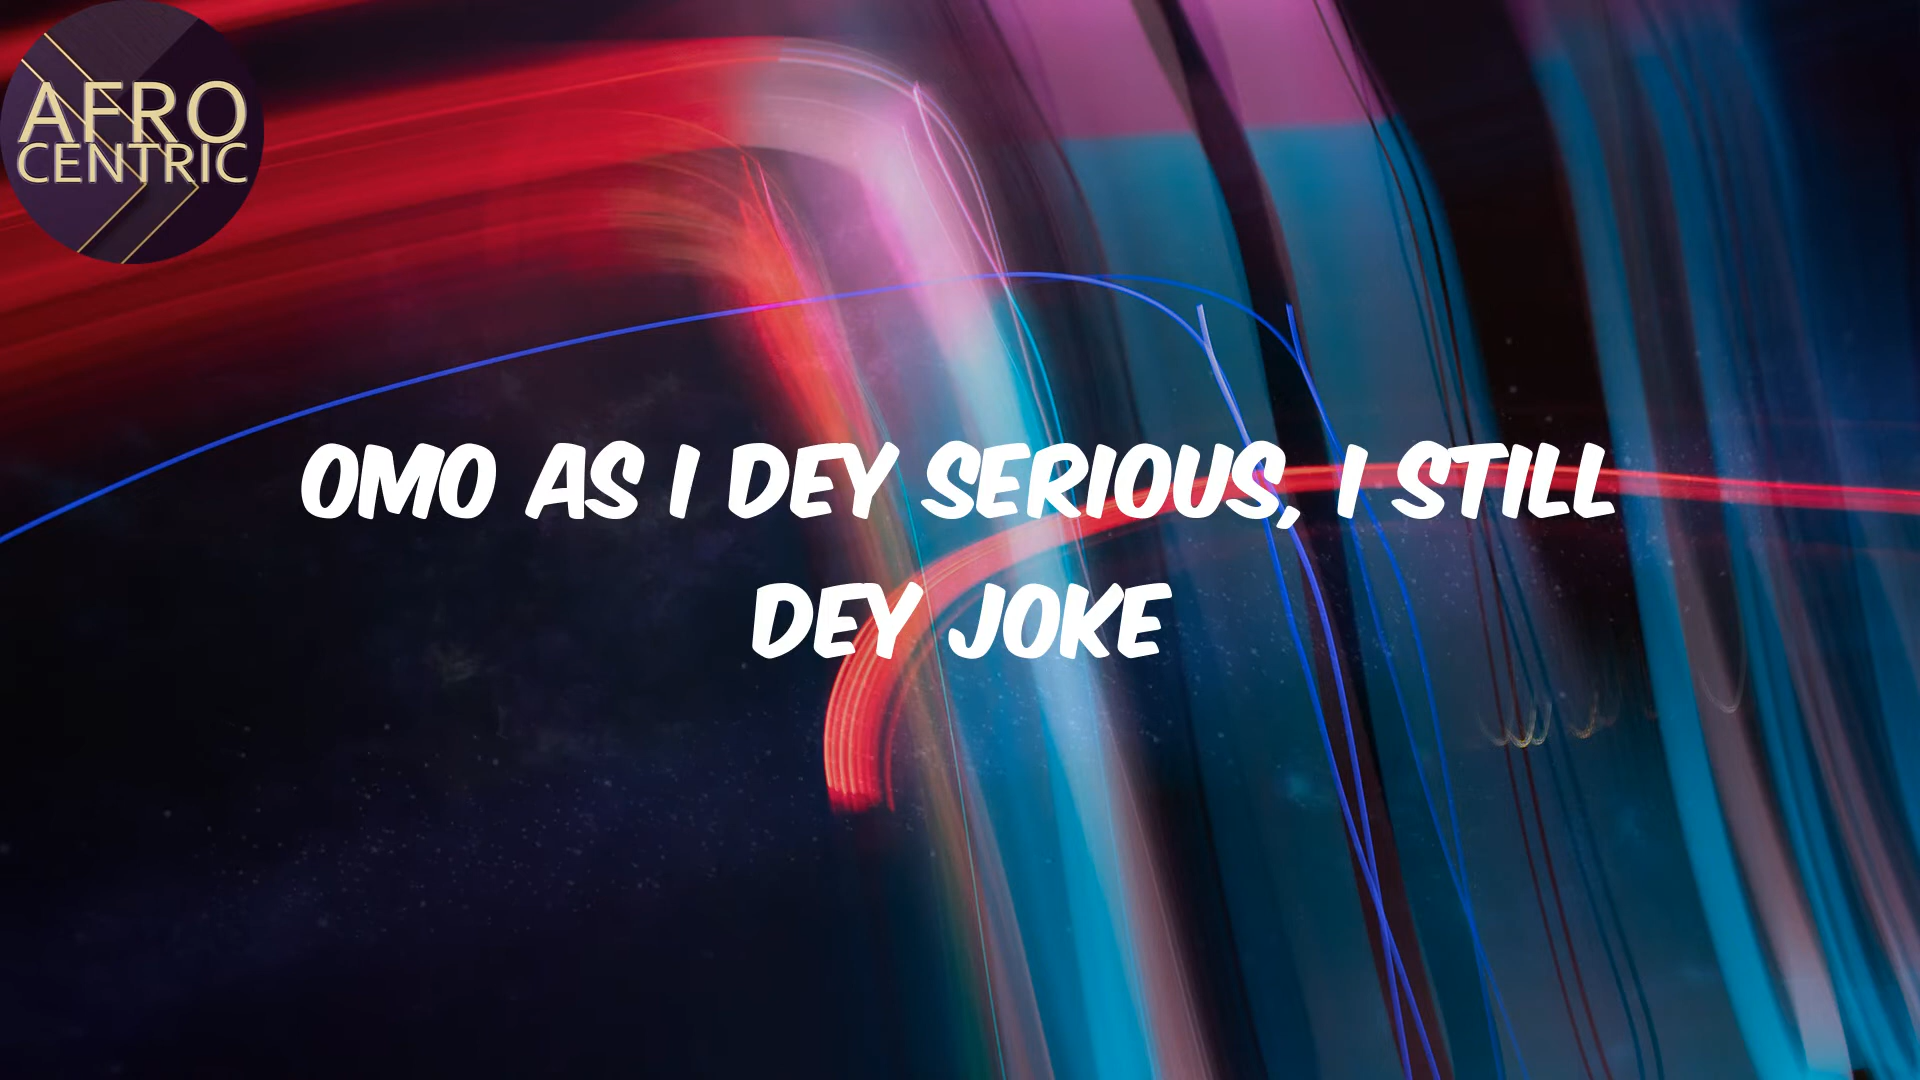 AFRO
CENTRIC
OMO AS I DEY SERIOUS, I STILL
DEY JOKE